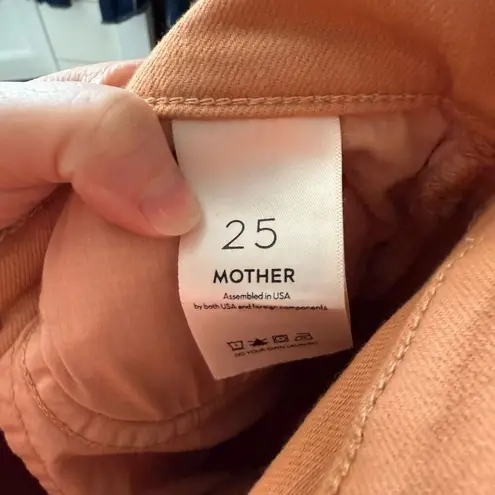 25
MOTHER
Assembled in USA
by both USA and foreign components
DO YOUR OWN LAUNDRY